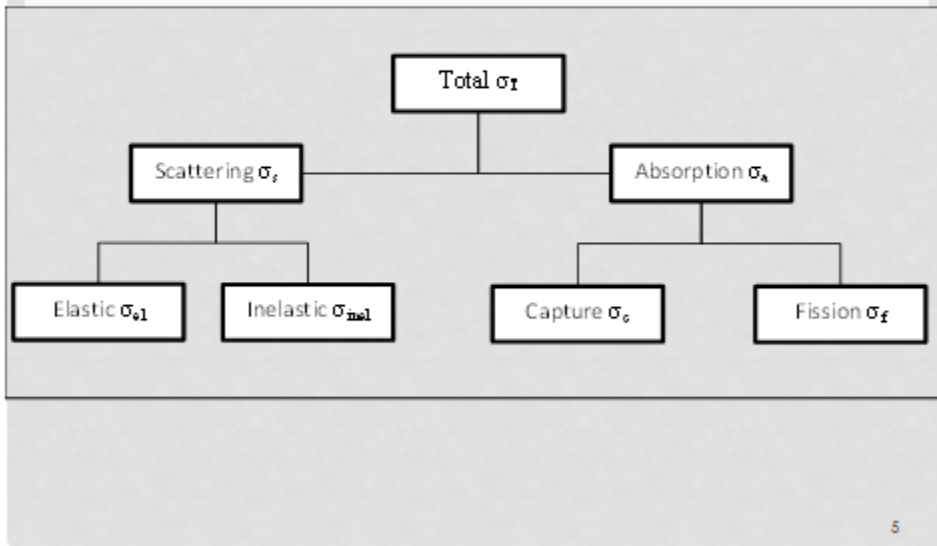 Total σT
Scattering σs
Absorption σa
Elastic σel
Inelastic σinel
Capture σc
Fission σf
5